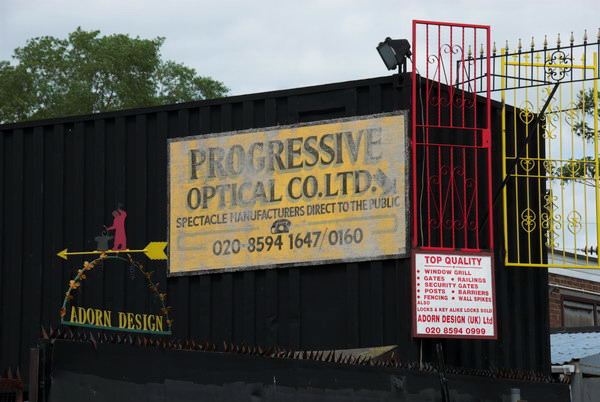 PROGRESSIVE
OPTICAL CO.LTD.
SPECTACLE MANUFACTURERS DIRECT TO THE PUBLIC
020-8594 1647/0160
ADORN DESIGN
TOP QUALITY
• WINDOW GRILL
• GATES • RAILINGS
• SECURITY GATES
• POSTS • BARRIERS
• FENCING • WALL SPIKES
ALSO
LOCKS & KEY ALIKE LOCKS SOLD
ADORN DESIGN (UK) Ltd
020 8594 0999